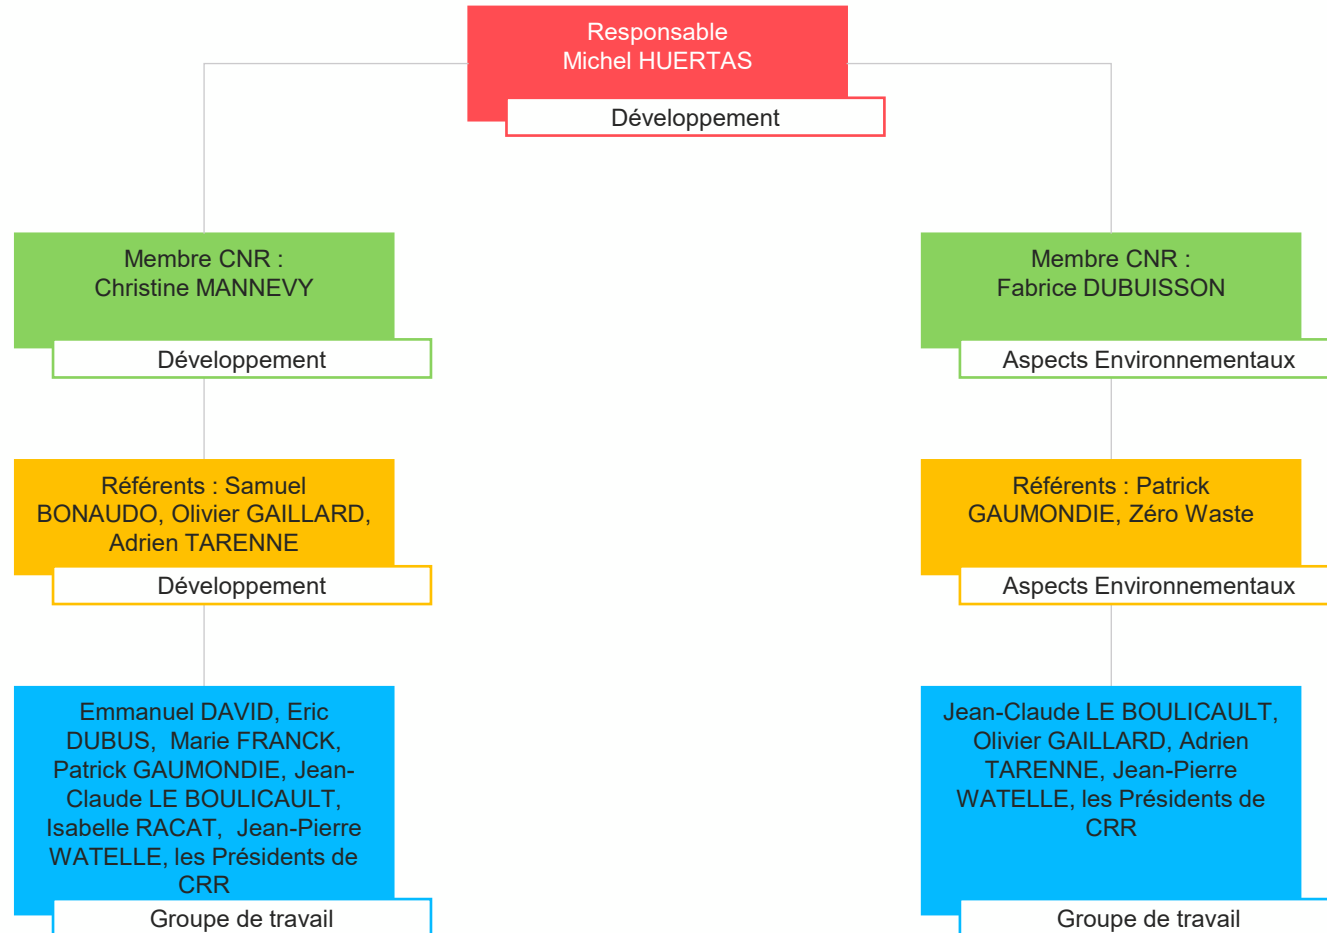 Responsable
Michel HUERTAS
Développement
Membre CNR :
Christine MANNEVY
Développement
Membre CNR :
Fabrice DUBUISSON
Aspects Environnementaux
Référents : Samuel
BONAUDO, Olivier GAILLARD,
Adrien TARENNE
Développement
Référents : Patrick
GAUMONDIE, Zéro Waste
Aspects Environnementaux
Emmanuel DAVID, Eric
DUBUS, Marie FRANCK,
Patrick GAUMONDIE, Jean-
Claude LE BOULICAULT,
Isabelle RACAT, Jean-Pierre
WATELLE, les Présidents de
CRR
Groupe de travail
Jean-Claude LE BOULICAULT,
Olivier GAILLARD, Adrien
TARENNE, Jean-Pierre
WATELLE, les Présidents de
CRR
Groupe de travail